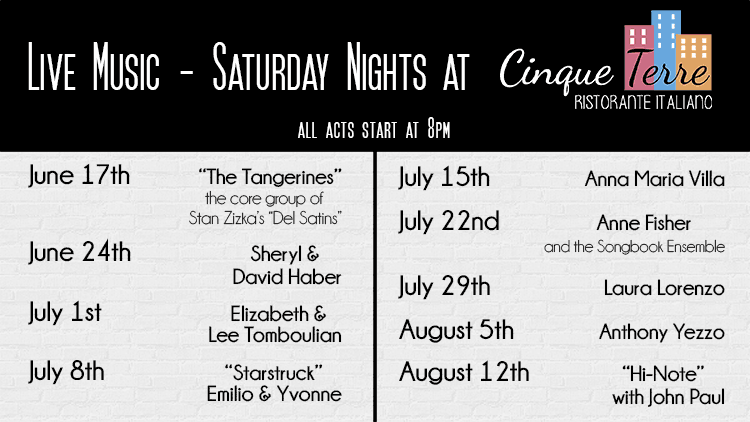 Live Music - Saturday Nights at Cinque Terre
RISTORANTE ITALIANO
ALL ACTS START AT 8PM
June 17th "The Tangerines"
the core group of
Stan Zizka's "Del Satins"
June 24th Sheryl &
David Haber
July 1st Elizabeth &
Lee Tomboulian
July 8th "Starstruck"
Emilio & Yvonne
July 15th Anna Maria Villa
July 22nd Anne Fisher
and the Songbook Ensemble
July 29th Laura Lorenzo
August 5th Anthony Yezzo
August 12th "Hi-Note"
with John Paul